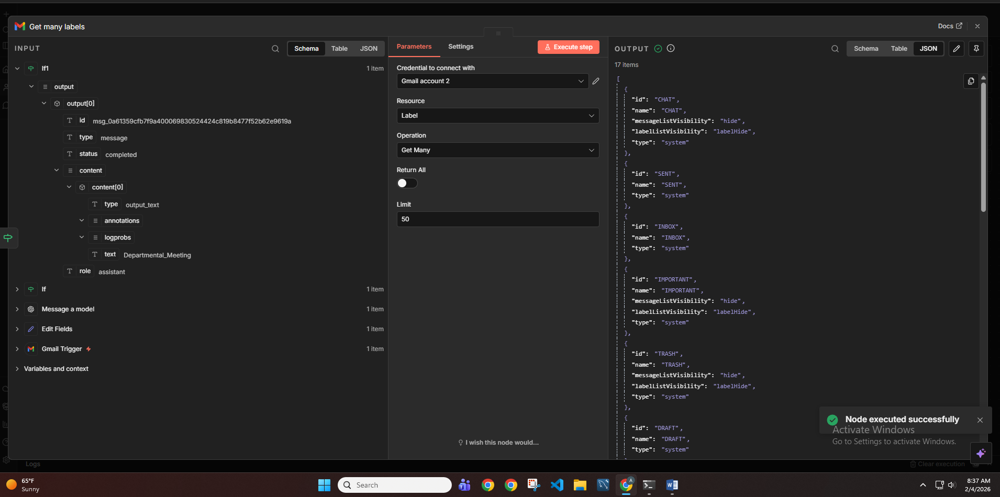 Get many labels
Docs
INPUT
Schema Table JSON
If1
1 item
output
output[0]
id msg_0a61359cfb7f9a400069830524424c819b8477f52b62e9619a
type message
status completed
content
content[0]
type output_text
annotations
logprobs
text Departmental_Meeting
role assistant
If
1 item
Message a model
1 item
Edit Fields
1 item
Gmail Trigger
1 item
Variables and context
Parameters Settings
Execute step
Credential to connect with
Gmail account 2
Resource
Label
Operation
Get Many
Return All
Limit
50
I wish this node would...
OUTPUT
Schema Table JSON
17 items
[
{
"id": "CHAT",
"name": "CHAT",
"messageListVisibility": "hide",
"labelListVisibility": "labelHide",
"type": "system"
},
{
"id": "SENT",
"name": "SENT",
"type": "system"
},
{
"id": "INBOX",
"name": "INBOX",
"type": "system"
},
{
"id": "IMPORTANT",
"name": "IMPORTANT",
"messageListVisibility": "hide",
"labelListVisibility": "labelHide",
"type": "system"
},
{
"id": "TRASH",
"name": "TRASH",
"messageListVisibility": "hide",
"labelListVisibility": "labelHide",
"type": "system"
},
{
"id": "DRAFT",
"name": "DRAFT",
"type": "system"
Node executed successfully
Activate Windows
Go to Settings to activate Windows.
Logs
Clear execution
65°F
Sunny
Search
8:37 AM
2/4/2026